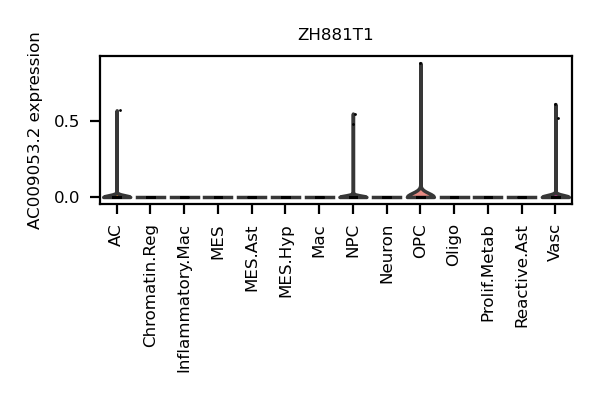 ZH881T1
AC009053.2 expression
0.5
0.0
AC
Chromatin.Reg
Inflammatory.Mac
MES
MES.Ast
MES.Hyp
Mac
NPC
Neuron
OPC
Oligo
Prolif.Metab
Reactive.Ast
Vasc